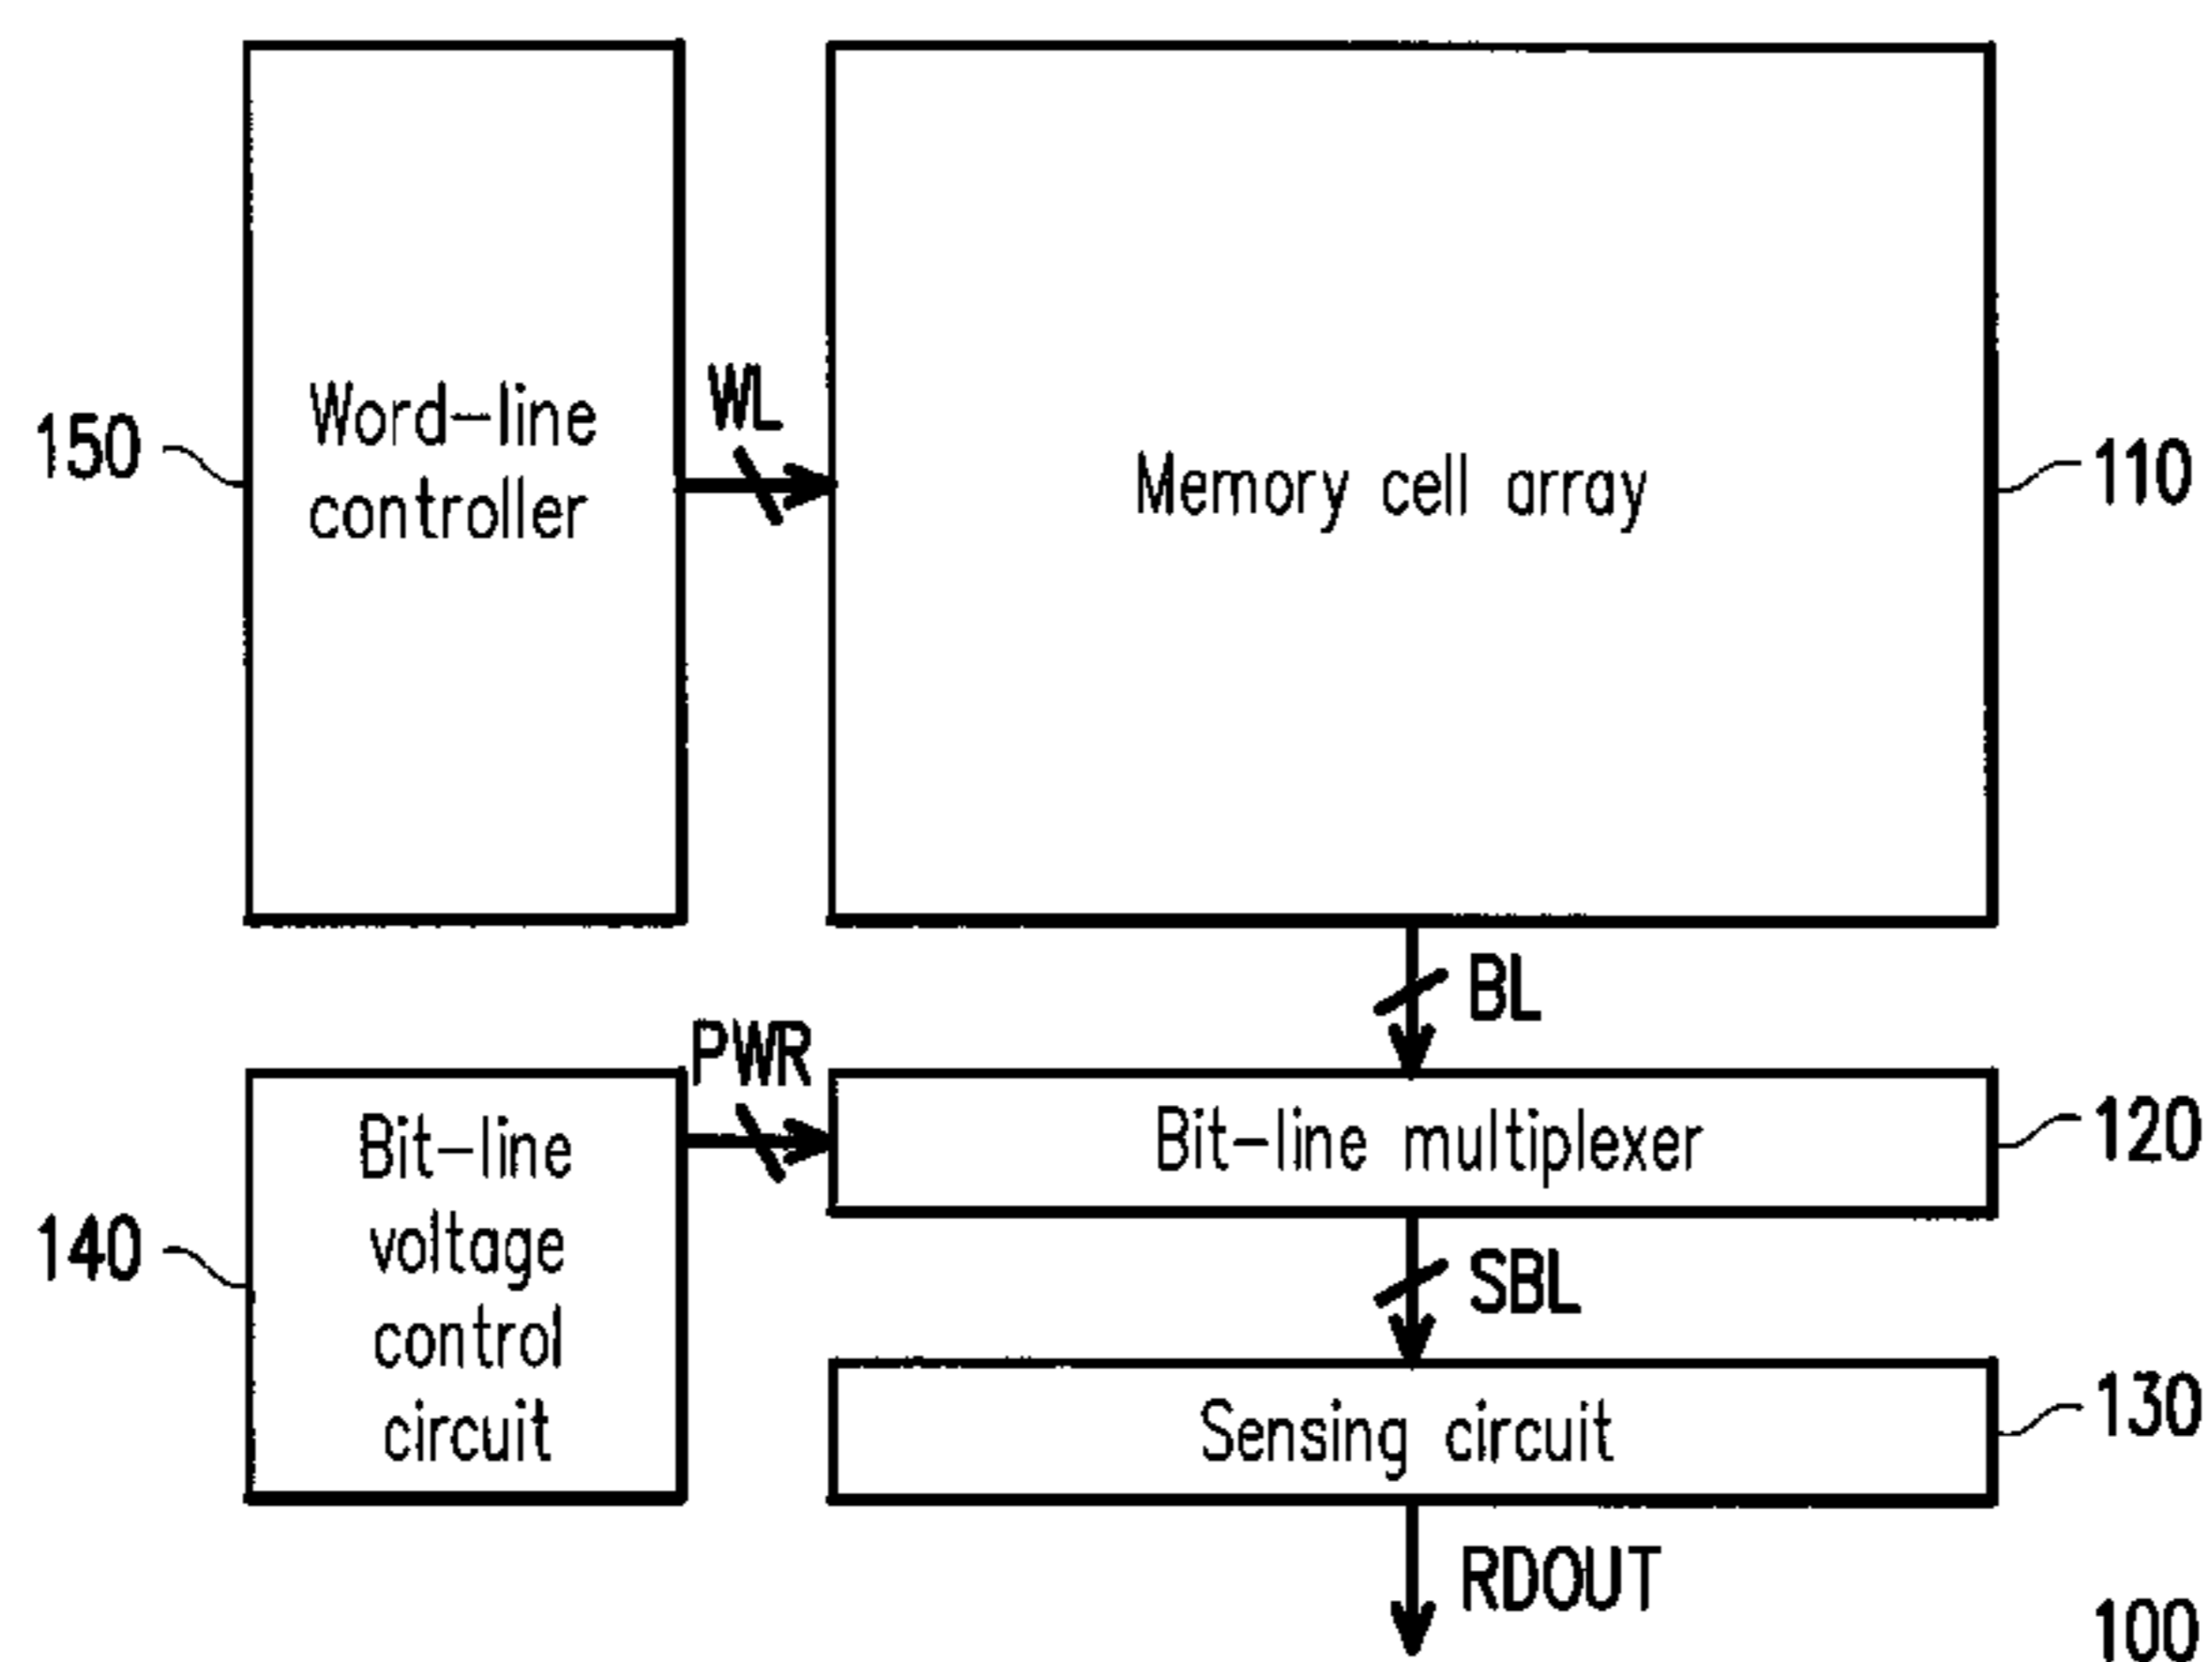 150
Word-line
controller
WL
Memory cell array
110
BL
PWR
Bit-line multiplexer
120
140
Bit-line
voltage
control
circuit
SBL
Sensing circuit
130
RDOUT
100